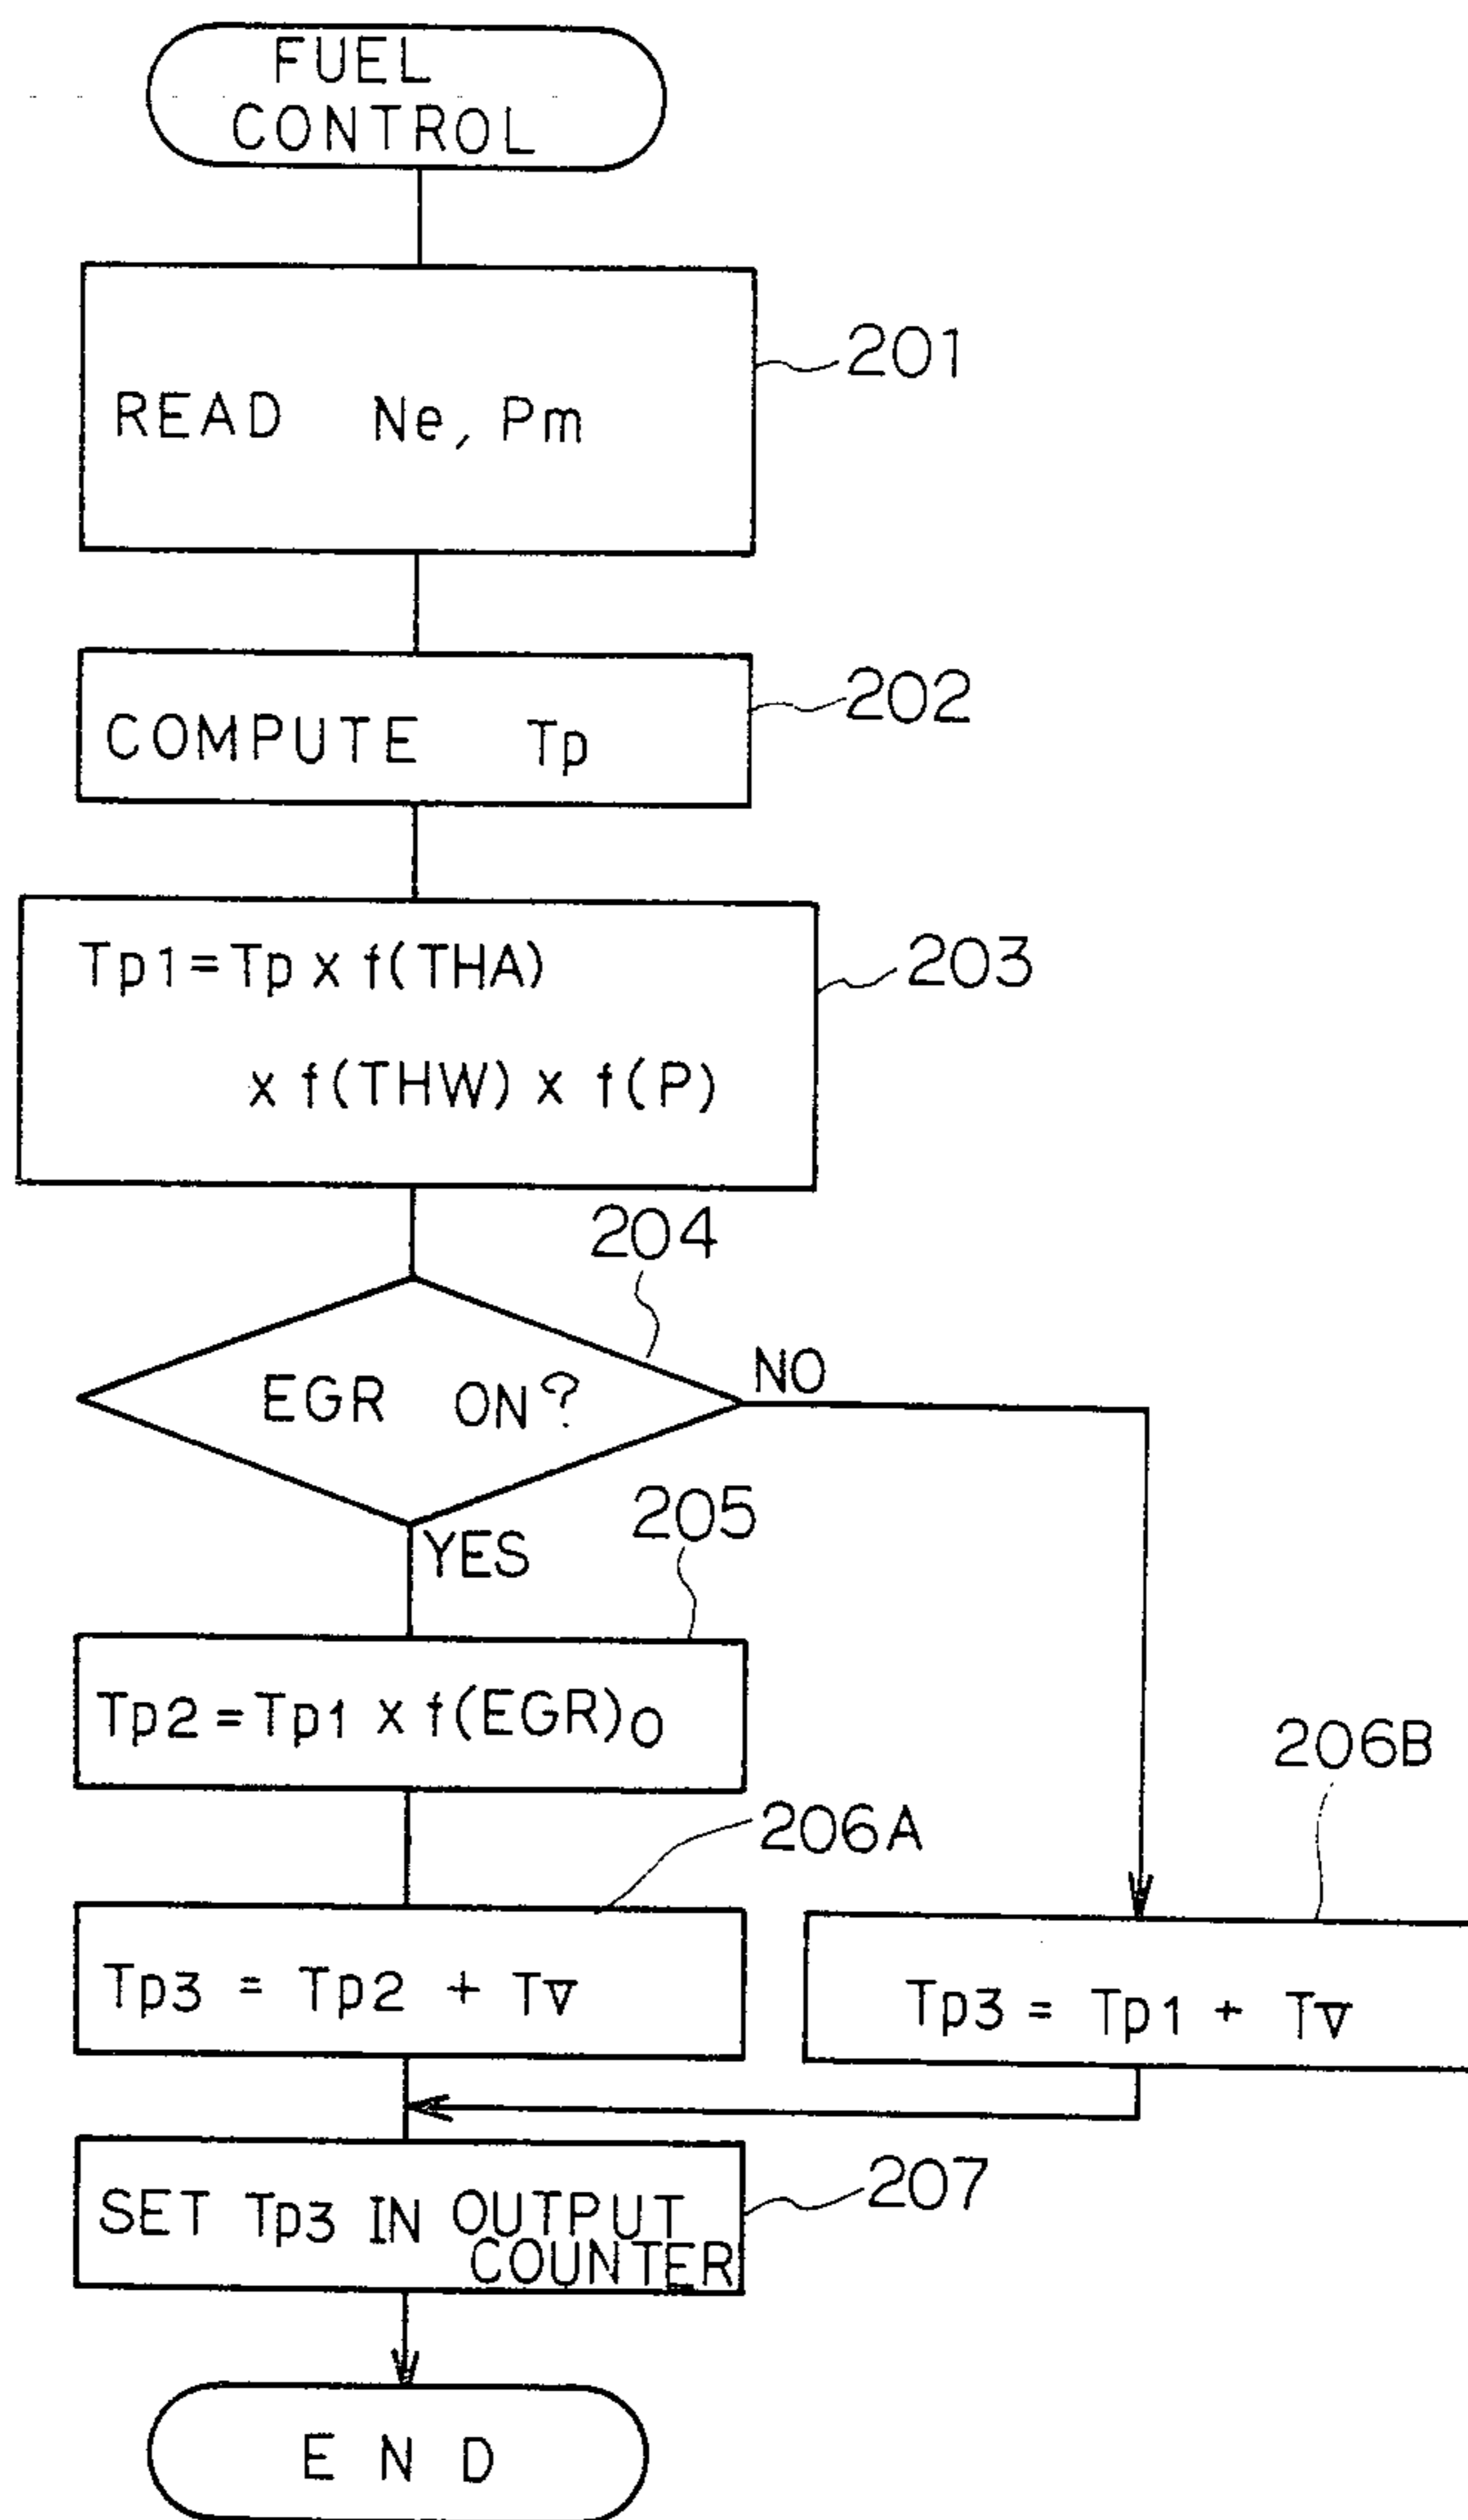 FUEL
CONTROL
201
READ Ne, Pm
202
COMPUTE Tp
203
Tp1=Tp x f(THA)
x f(THW) x f(P)
204
EGR ON?
NO
YES
205
Tp2=Tp1 x f(EGR)o
206A
206B
Tp3 = Tp2 + Tv
Tp3 = Tp1 + Tv
207
SET Tp3 IN OUTPUT
COUNTER
END